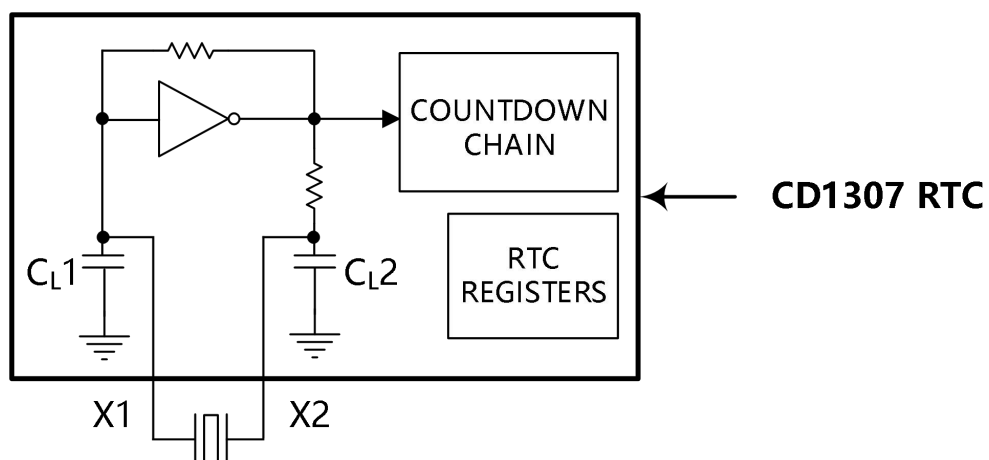 COUNTDOWN
CHAIN
CD1307 RTC
RTC
REGISTERS
CL1
CL2
X1
X2